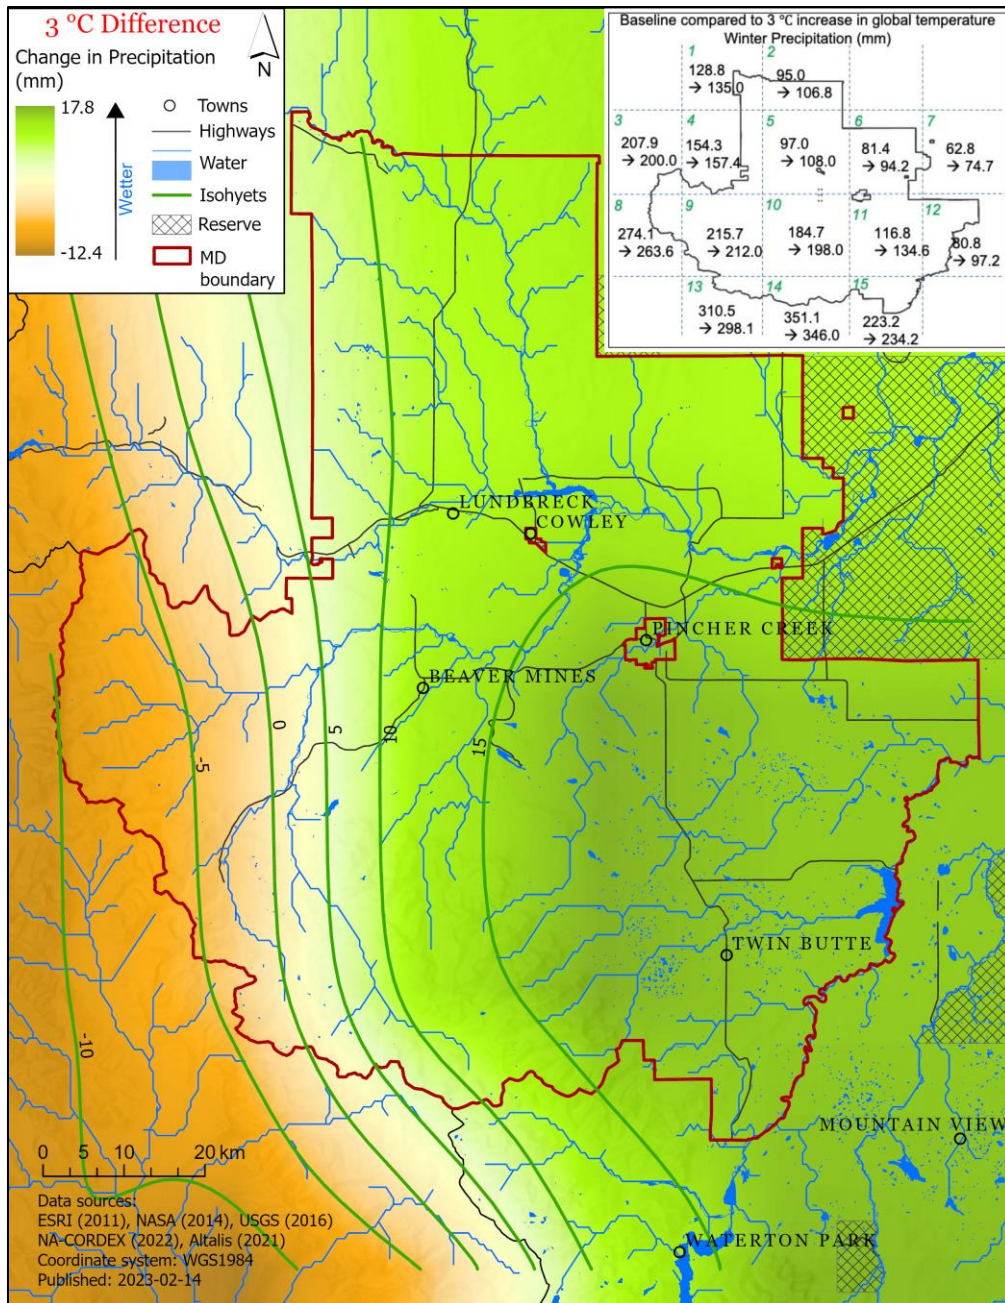 3 °C Difference
Change in Precipitation
(mm)
17.8
-12.4
Wetter
N
Towns
Highways
Water
Isohyets
Reserve
MD
boundary
Baseline compared to 3 °C increase in global temperature
Winter Precipitation (mm)
1
128.8
→ 135.0
2
95.0
→ 106.8
3
207.9
→ 200.0
4
154.3
→ 157.4
5
97.0
→ 108.0
6
81.4
→ 94.2
7
62.8
→ 74.7
8
274.1
→ 263.6
9
215.7
→ 212.0
10
184.7
→ 198.0
11
116.8
→ 134.6
12
80.8
→ 97.2
13
310.5
→ 298.1
14
351.1
→ 346.0
15
223.2
→ 234.2
LUNDBRECK
COWLEY
PINCHER CREEK
BEAVER MINES
-5
0
5
10
15
TWIN BUTTE
-10
MOUNTAIN VIEW
WATERTON PARK
0 5 10 20 km
Data sources:
ESRI (2011), NASA (2014), USGS (2016)
NA-CORDEX (2022), Altalis (2021)
Coordinate system: WGS1984
Published: 2023-02-14